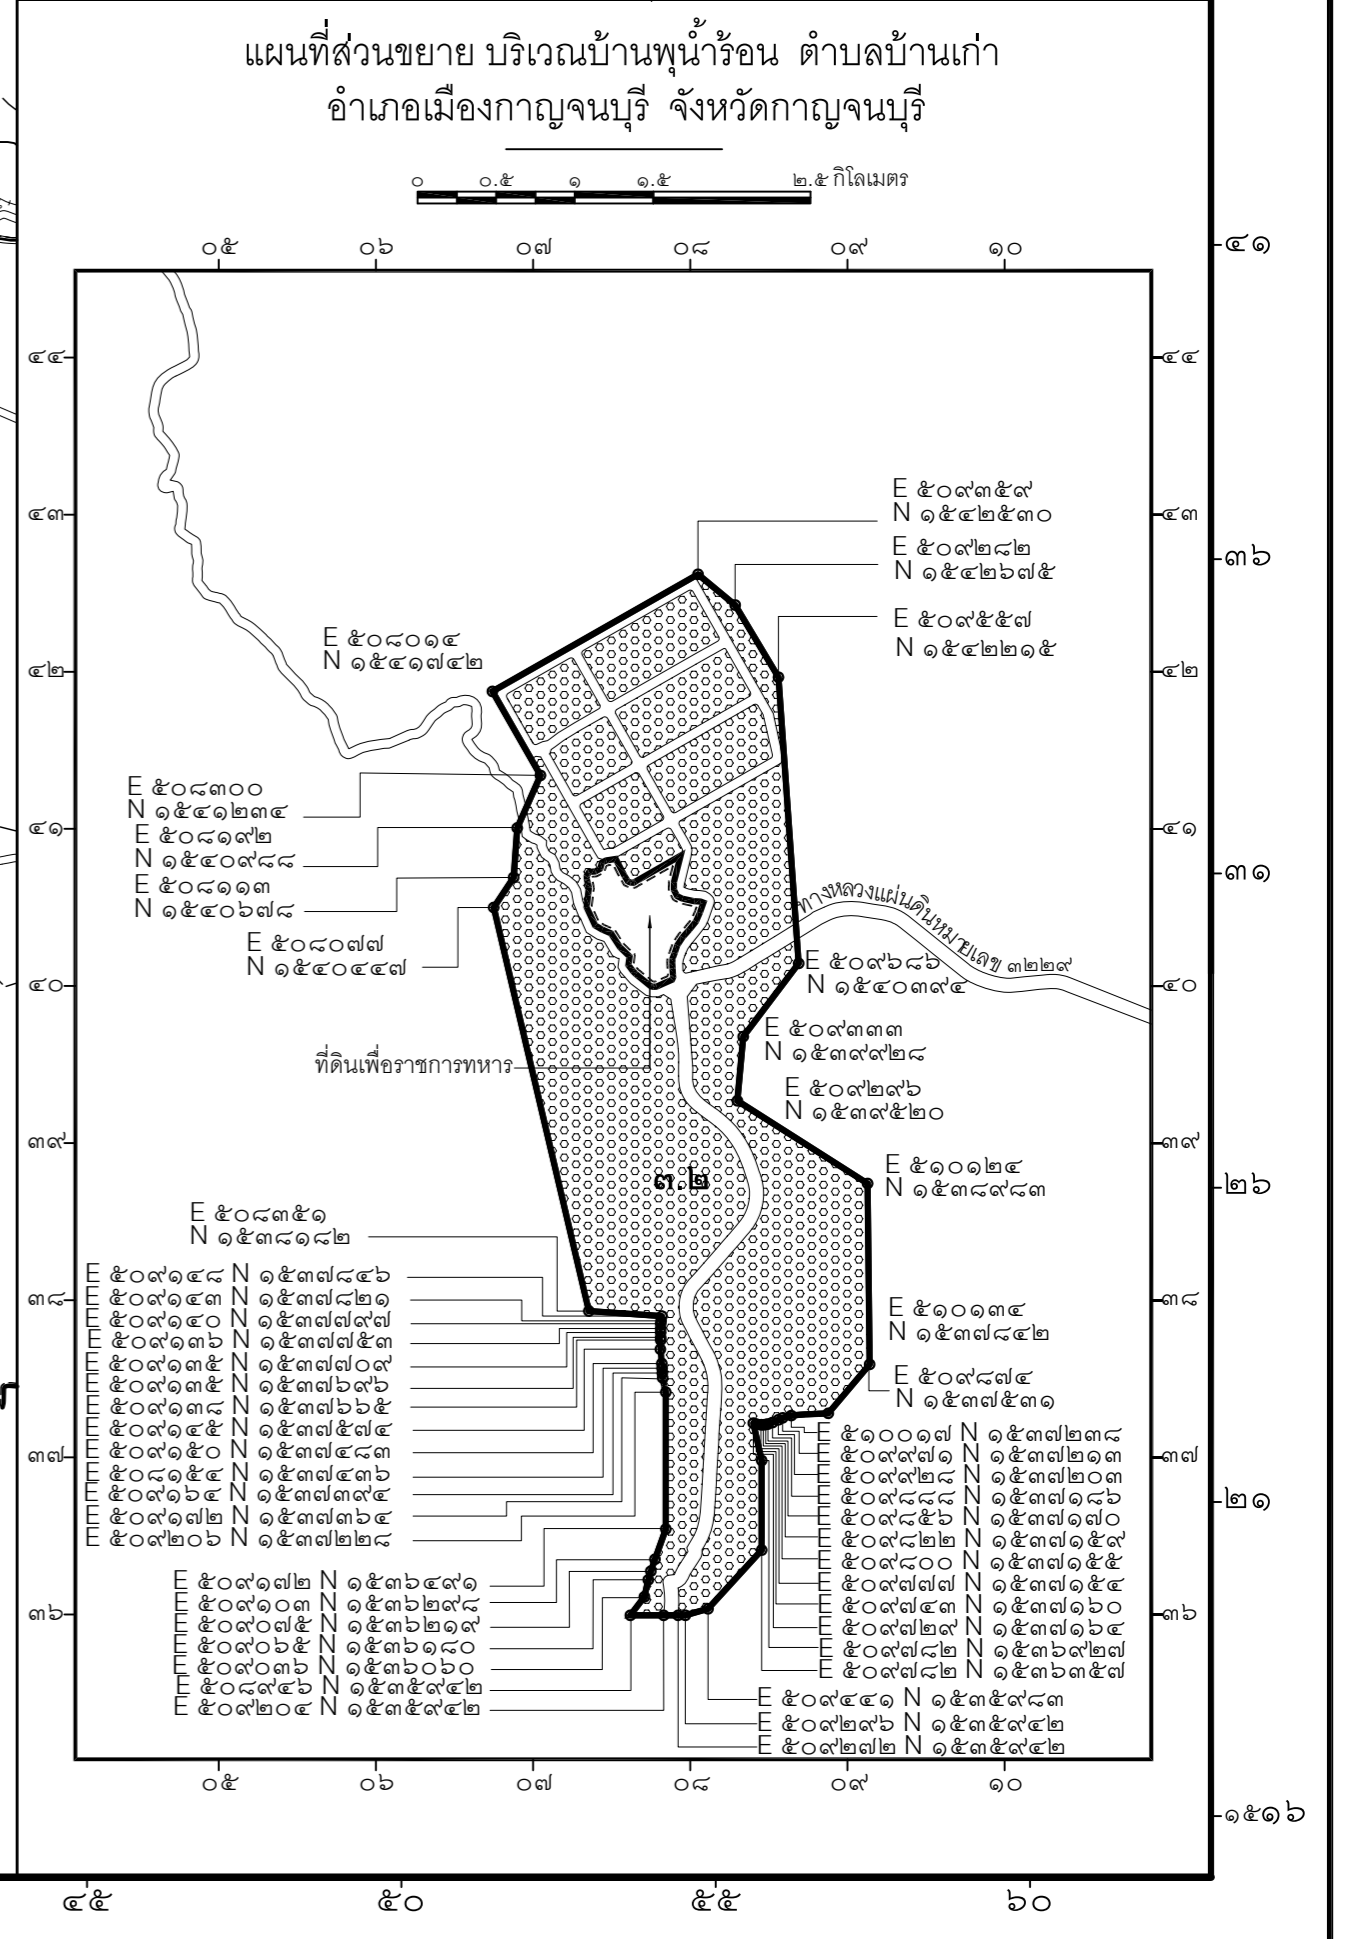 แผนที่ส่วนขยาย บริเวณบ้านพุน้ำร้อน ตำบลบ้านเก่า
อำเภอเมืองกาญจนบุรี จังหวัดกาญจนบุรี
๐ ๐.๕ ๑ ๑.๕ ๒.๕ กิโลเมตร
๐๕ ๐๖ ๐๗ ๐๘ ๐๙ ๑๐
๔๑
๔๔ ๔๔
E ๕๐๙๓๕๙
N ๑๕๔๒๕๓๐
๔๓ ๔๓
E ๕๐๙๒๘๒
N ๑๕๔๒๖๗๕
๓๖
E ๕๐๙๕๕๗
N ๑๕๔๒๒๑๕
E ๕๐๘๐๑๔
N ๑๕๔๑๗๔๒
๔๒ ๔๒
E ๕๐๘๓๐๐
N ๑๕๔๑๒๓๔
E ๕๐๘๑๙๒
N ๑๕๔๐๙๘๘
๔๑ ๔๑
E ๕๐๘๑๑๓
N ๑๕๔๐๖๗๘
๓๑
ทางหลวงแผ่นดินหมายเลข ๓๒๒๙
E ๕๐๘๐๗๗
N ๑๕๔๐๔๔๗
E ๕๐๙๖๘๖
N ๑๕๔๐๓๙๔
๔๐ ๔๐
E ๕๐๙๓๓๓
N ๑๕๓๙๙๒๘
ที่ดินเพื่อราชการทหาร
E ๕๐๙๒๙๖
N ๑๕๓๙๕๒๐
๓๙ ๓๙
E ๕๑๐๑๒๔
N ๑๕๓๘๙๘๓
๓.๒
๒๖
E ๕๐๘๓๕๑
N ๑๕๓๘๑๘๒
E ๕๐๙๑๔๘ N ๑๕๓๗๘๔๖
E ๕๐๙๑๔๓ N ๑๕๓๗๘๒๑
E ๕๐๙๑๔๐ N ๑๕๓๗๗๙๗
E ๕๐๙๑๓๖ N ๑๕๓๗๗๕๓
E ๕๐๙๑๓๕ N ๑๕๓๗๗๐๙
E ๕๐๙๑๓๕ N ๑๕๓๗๖๙๖
E ๕๐๙๑๓๘ N ๑๕๓๗๖๖๕
E ๕๐๙๑๔๕ N ๑๕๓๗๕๗๔
E ๕๐๙๑๕๐ N ๑๕๓๗๔๘๓
E ๕๐๘๑๕๔ N ๑๕๓๗๔๓๖
E ๕๐๙๑๖๔ N ๑๕๓๗๓๙๔
E ๕๐๙๑๗๒ N ๑๕๓๗๓๖๔
E ๕๐๙๒๐๖ N ๑๕๓๗๒๒๘
๓๘ ๓๘
E ๕๑๐๑๓๔
N ๑๕๓๗๘๔๒
E ๕๐๙๘๗๔
N ๑๕๓๗๕๓๑
๓๗ ๓๗
E ๕๑๐๐๑๗ N ๑๕๓๗๒๓๘
E ๕๐๙๙๗๑ N ๑๕๓๗๒๑๓
E ๕๐๙๙๒๘ N ๑๕๓๗๒๐๓
E ๕๐๙๘๘๘ N ๑๕๓๗๑๘๖
E ๕๐๙๘๕๖ N ๑๕๓๗๑๗๐
E ๕๐๙๘๒๒ N ๑๕๓๗๑๕๙
E ๕๐๙๘๐๐ N ๑๕๓๗๑๕๕
E ๕๐๙๗๗๗ N ๑๕๓๗๑๕๔
E ๕๐๙๗๔๓ N ๑๕๓๗๑๖๐
E ๕๐๙๗๒๙ N ๑๕๓๗๑๖๔
E ๕๐๙๗๘๒ N ๑๕๓๖๙๒๗
E ๕๐๙๗๘๒ N ๑๕๓๖๓๕๗
๒๑
E ๕๐๙๑๗๒ N ๑๕๓๖๔๙๑
E ๕๐๙๑๐๓ N ๑๕๓๖๒๙๘
E ๕๐๙๐๗๕ N ๑๕๓๖๒๑๙
E ๕๐๙๐๖๕ N ๑๕๓๖๑๘๐
E ๕๐๙๐๓๖ N ๑๕๓๖๐๖๐
E ๕๐๘๙๔๖ N ๑๕๓๕๙๔๒
E ๕๐๙๒๐๔ N ๑๕๓๕๙๔๒
๓๖ ๓๖
E ๕๐๙๔๔๑ N ๑๕๓๕๙๘๓
E ๕๐๙๒๙๖ N ๑๕๓๕๙๔๒
E ๕๐๙๒๗๒ N ๑๕๓๕๙๔๒
๐๕ ๐๖ ๐๗ ๐๘ ๐๙ ๑๐
๑๕๑๖
๔๕ ๕๐ ๕๕ ๖๐